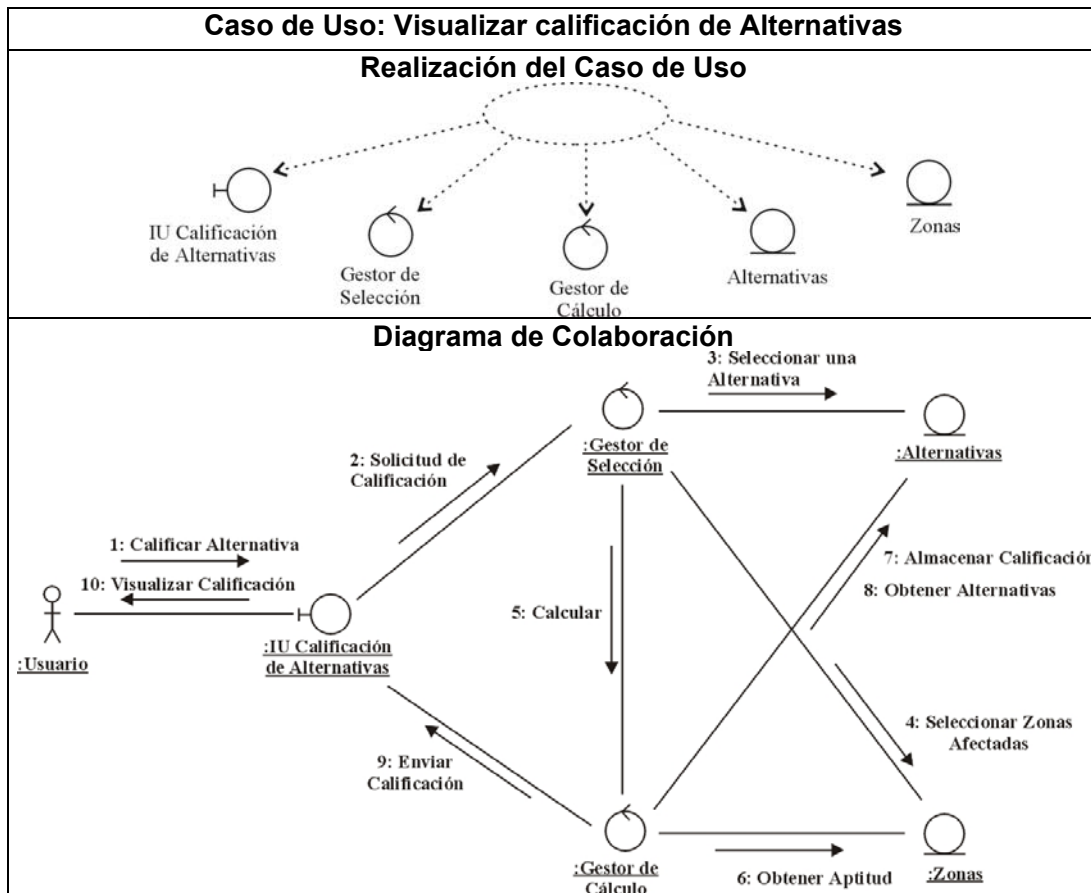 Caso de Uso: Visualizar calificación de Alternativas
Realización del Caso de Uso
IU Calificación
de Alternativas
Gestor de
Selección
Gestor de
Cálculo
Alternativas
Zonas
Diagrama de Colaboración
3: Seleccionar una
Alternativa
:Gestor de
Selección
:Alternativas
2: Solicitud de
Calificación
1: Calificar Alternativa
10: Visualizar Calificación
:Usuario
:IU Calificación
de Alternativas
5: Calcular
7: Almacenar Calificación
8: Obtener Alternativas
4: Seleccionar Zonas
Afectadas
9: Enviar
Calificación
:Gestor de
Cálculo
6: Obtener Aptitud
:Zonas